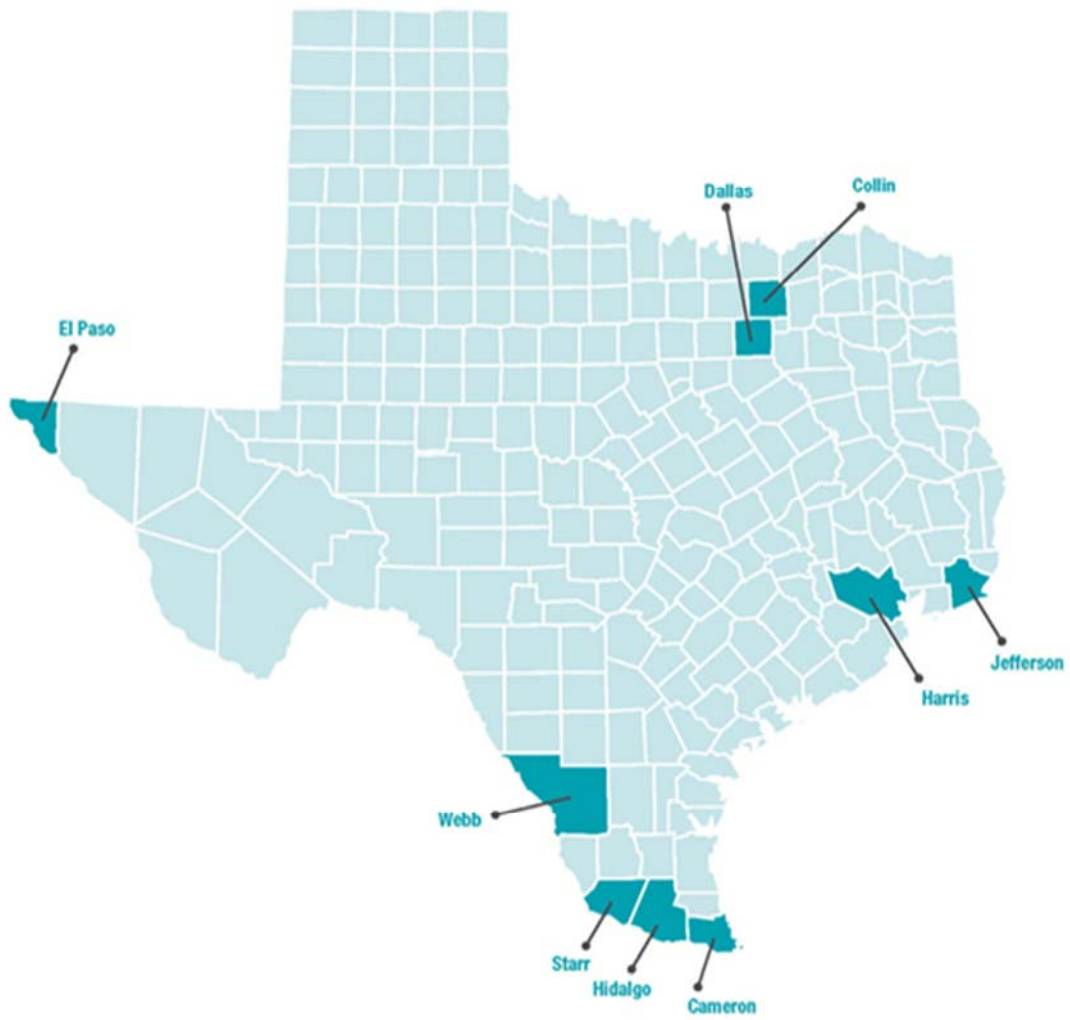 Collin
Dallas
El Paso
Jefferson
Harris
Webb
Starr
Hidalgo
Cameron